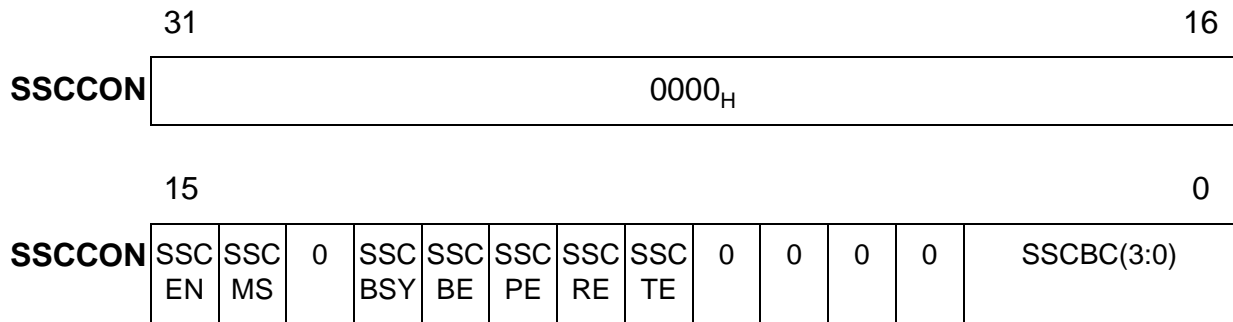 31 16
SSCCON 0000H
15 0
SSCCON SSC SSC 0 SSC SSC SSC SSC SSC 0 0 0 0 SSCBC(3:0)
EN MS BSY BE PE RE TE